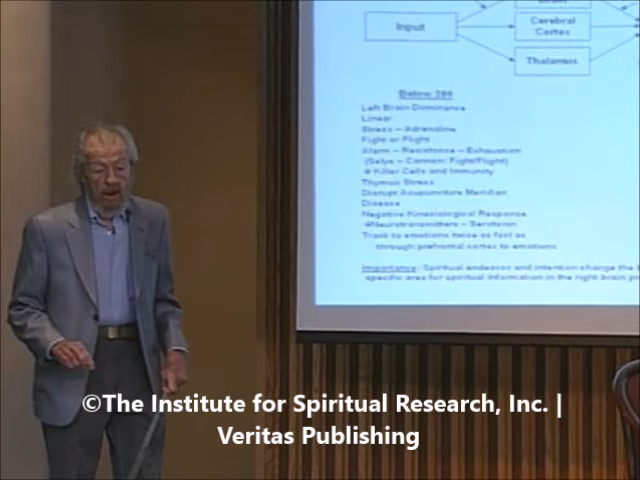 Input
Cerebral
Cortex
Thalamus
Below 200
Left Brain Dominance
Linear
Stress – Adrenaline
Fight or Flight
Alarm – Resistance – Exhaustion
(Selye – Cannon: Fight/Flight)
Killer Cells and Immunity
Thymus Stress
Disrupt Acupuncture Meridian
Disease
Negative Kinesiological Response
Neurotransmitters – Serotonin
Track to emotions twice as fast as
through prefrontal cortex to emotions
Importance: Spiritual endeavor and intention change the
specific area for spiritual information in the right brain
©The Institute for Spiritual Research, Inc. |
Veritas Publishing